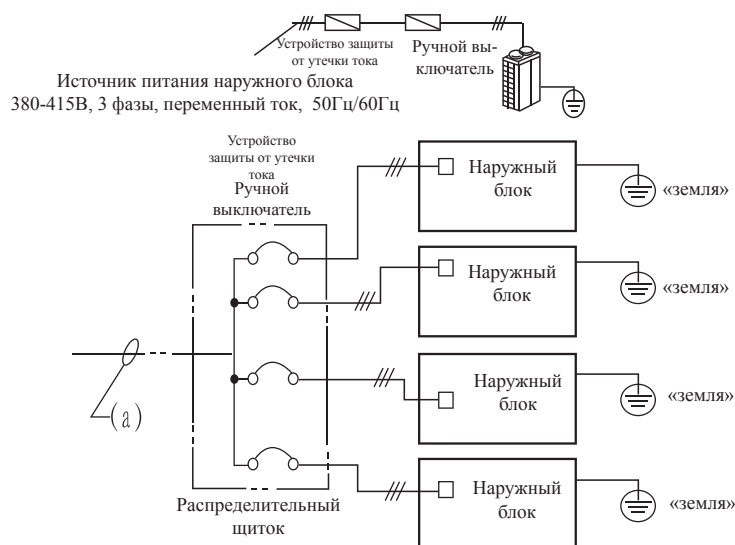 Устройство защиты
от утечки тока
Ручной вы-
ключатель
Источник питания наружного блока
380-415В, 3 фазы, переменный ток, 50Гц/60Гц
Устройство
защиты от утечки
тока
Ручной
выключатель
Наружный
блок
«земля»
Наружный
блок
«земля»
(a)
Наружный
блок
«земля»
Наружный
блок
«земля»
Распределительный
щиток